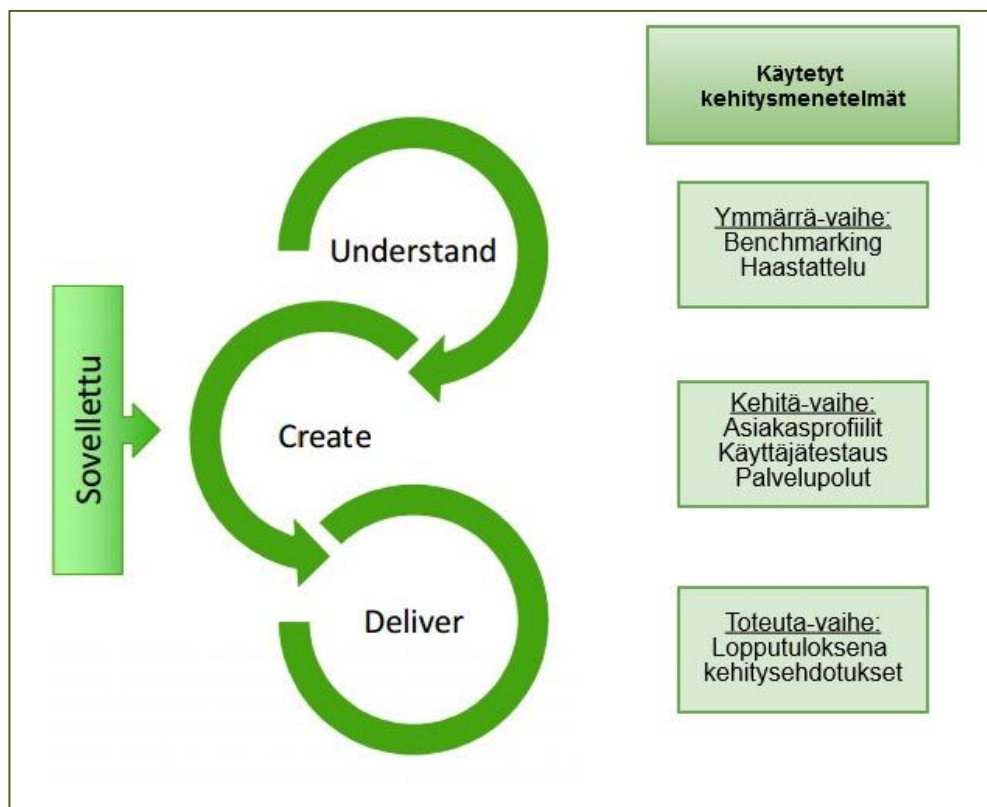 Käytetyt
kehitysmenetelmät
Understand
Ymmärrä-vaihe:
Benchmarking
Haastattelu
Sovellettu
Create
Kehitä-vaihe:
Asiakasprofiilit
Käyttäjätestaus
Palvelupolut
Deliver
Toteuta-vaihe:
Lopputuloksena
kehitysehdotukset